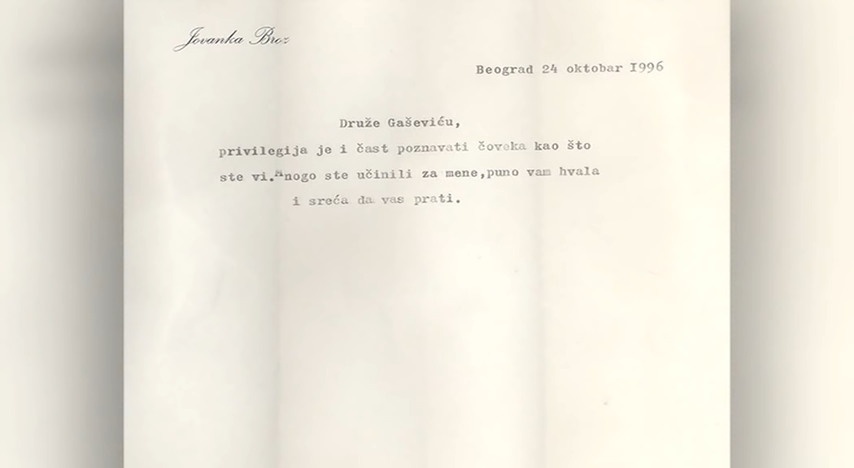 Jovanka Broz
Beograd 24 oktobar 1996
Druže Gaševiću,
privilegija je i čast poznavati čoveka kao što
ste vi.Mnogo ste učinili za mene,puno vam hvala
i sreća da vas prati.